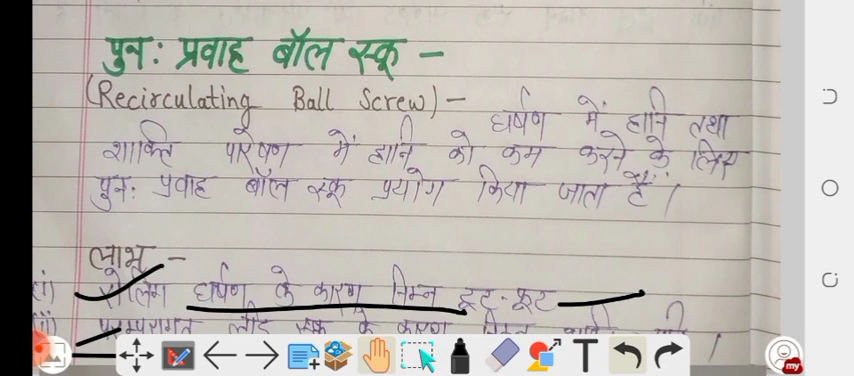 पुन: प्रवाह बॉल स्क्रू –
(Recirculating Ball Screw) –
घर्षण में हानि तथा
शक्ति पारेषण में हानि को कम करने के लिए
पुन: प्रवाह बॉल स्क्रू प्रयोग किया जाता है।
लाभ –
घर्षण के कारण निम्न टूट-फूट
परम्परागत लीड स्क्रू के कारण निम्न
T
my